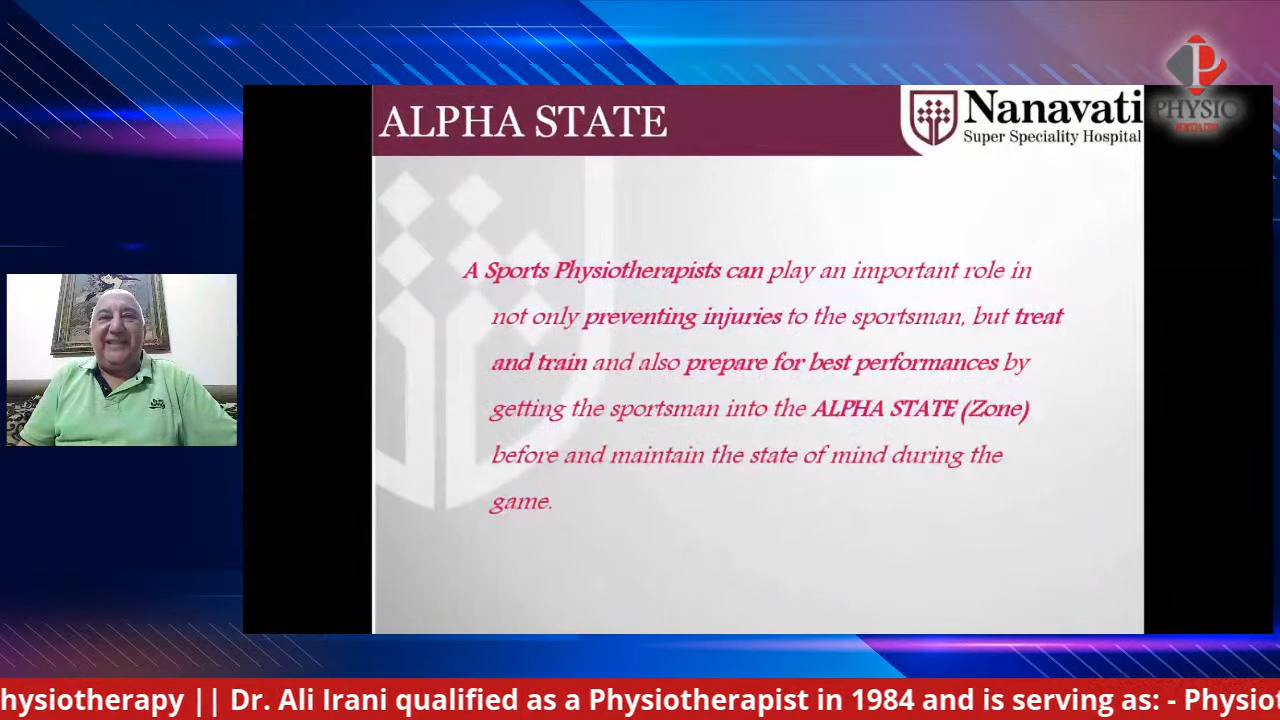 ALPHA STATE
Nanavati
Super Speciality Hospital
PHYSIO
A Sports Physiotherapists can play an important role in
not only preventing injuries to the sportsman, but treat
and train and also prepare for best performances by
getting the sportsman into the ALPHA STATE (Zone)
before and maintain the state of mind during the
game.
hysiotherapy || Dr. Ali Irani qualified as a Physiotherapist in 1984 and is serving as: - Physiot